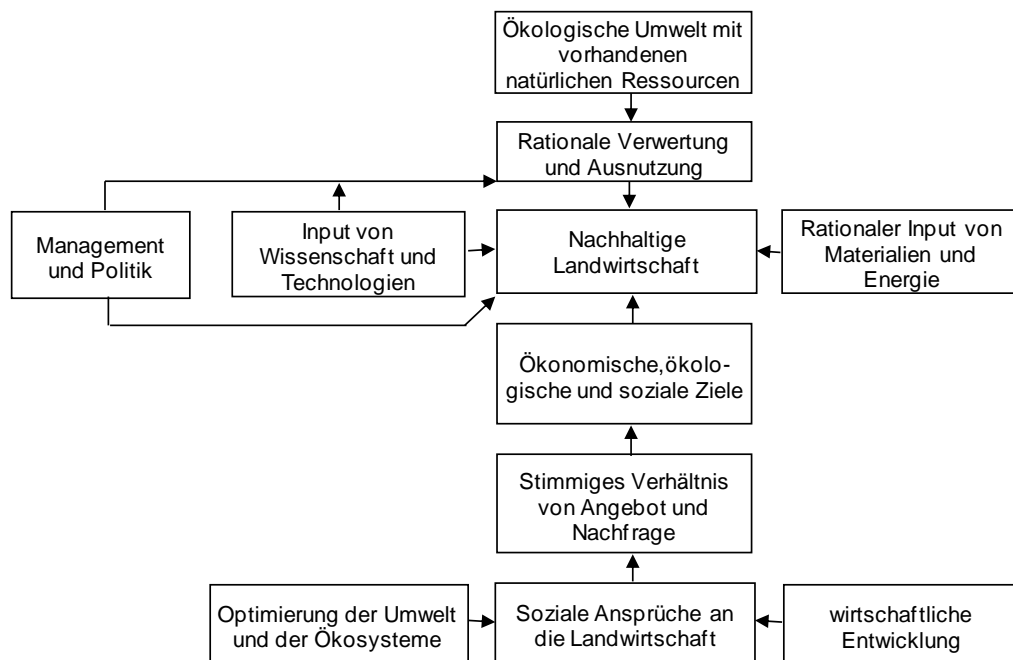 Ökologische Umwelt mit
vorhandenen
natürlichen Ressourcen
Rationale Verwertung
und Ausnutzung
Management
und Politik
Input von
Wissenschaft und
Technologien
Nachhaltige
Landwirtschaft
Rationaler Input von
Materialien und
Energie
Ökonomische,ökolo-
gische und soziale Ziele
Stimmiges Verhältnis
von Angebot und
Nachfrage
Optimierung der Umwelt
und der Ökosysteme
Soziale Ansprüche an
die Landwirtschaft
wirtschaftliche
Entwicklung